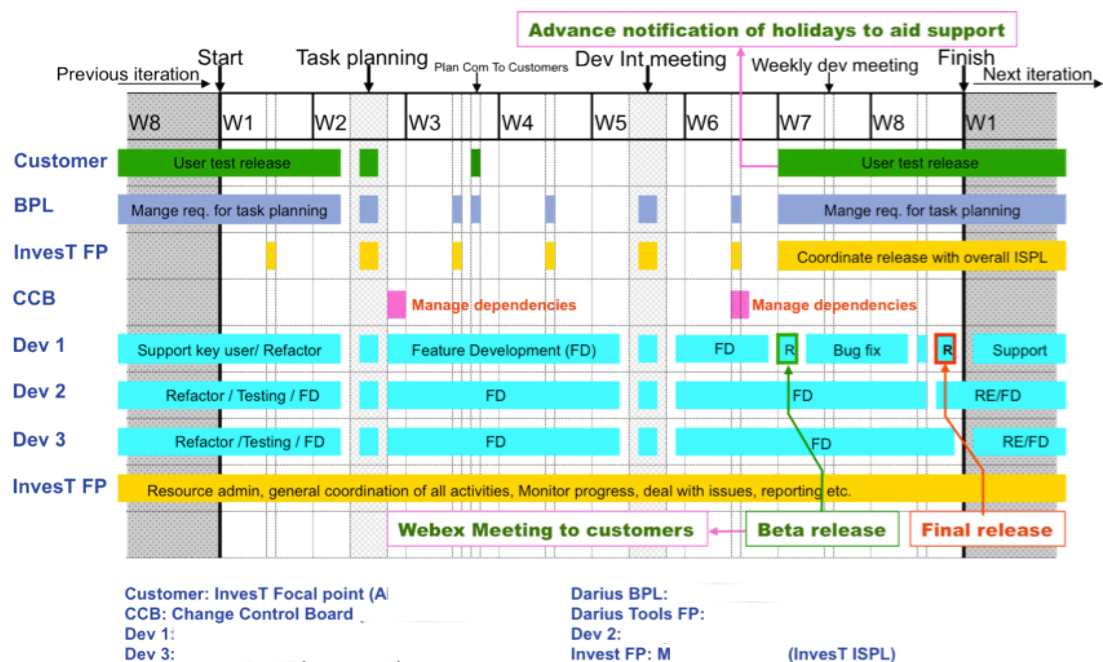 Advance notification of holidays to aid support
Start
Task planning
Dev Int meeting
Finish
Previous iteration
Plan Com To Customers
Weekly dev meeting
Next iteration
W8 W1 W2 W3 W4 W5 W6 W7 W8 W1
Customer User test release User test release
BPL Mange req. for task planning Mange req. for task planning
InvesT FP Coordinate release with overall ISPL
CCB Manage dependencies Manage dependencies
Dev 1 Support key user/ Refactor Feature Development (FD) FD R Bug fix R Support
Dev 2 Refactor / Testing / FD FD FD RE/FD
Dev 3 Refactor /Testing / FD FD FD RE/FD
InvesT FP Resource admin, general coordination of all activities, Monitor progress, deal with issues, reporting etc.
Webex Meeting to customers Beta release Final release
Customer: InvesT Focal point Darius BPL:
CCB: Change Control Board Darius Tools FP:
Dev 1: Dev 2:
Dev 3: Invest FP: M (InvesT ISPL)